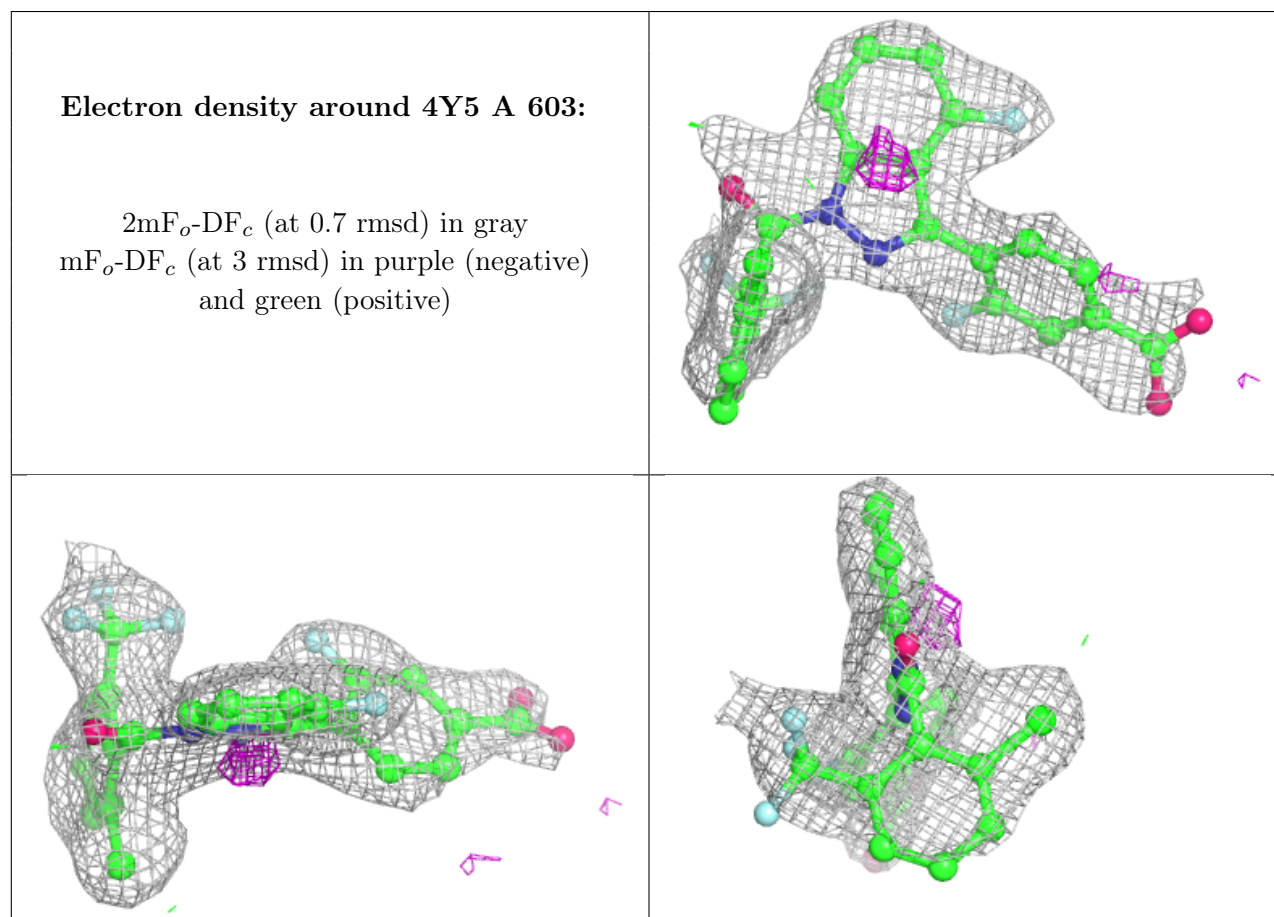 Electron density around 4Y5 A 603:
2mFo-DFc (at 0.7 rmsd) in gray
mFo-DFc (at 3 rmsd) in purple (negative)
and green (positive)